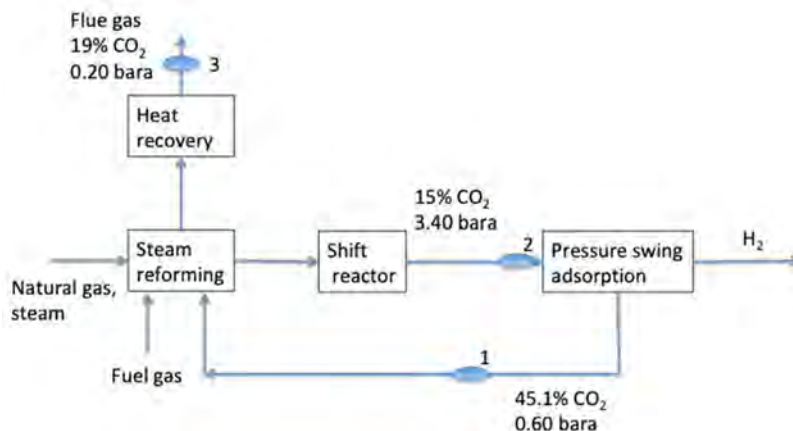 Flue gas
19% CO₂
0.20 bara
3
Heat
recovery
15% CO₂
3.40 bara
Steam
reforming
Shift
reactor
2
Pressure swing
adsorption
H₂
Natural gas,
steam
Fuel gas
1
45.1% CO₂
0.60 bara